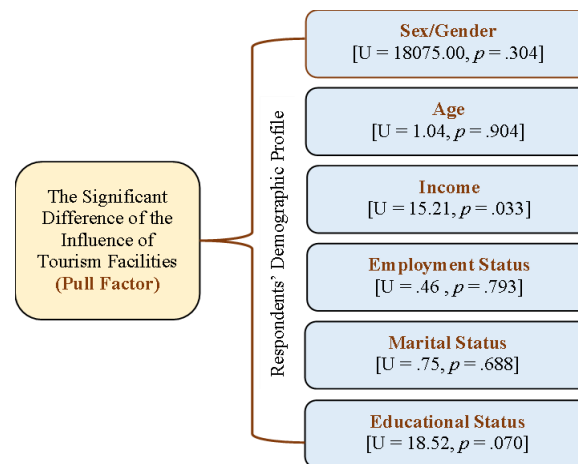 The Significant
Difference of the
Influence of
Tourism Facilities
(Pull Factor)
Respondents' Demographic Profile
Sex/Gender
[U = 18075.00, p = .304]
Age
[U = 1.04, p = .904]
Income
[U = 15.21, p = .033]
Employment Status
[U = .46 , p = .793]
Marital Status
[U = .75, p = .688]
Educational Status
[U = 18.52, p = .070]